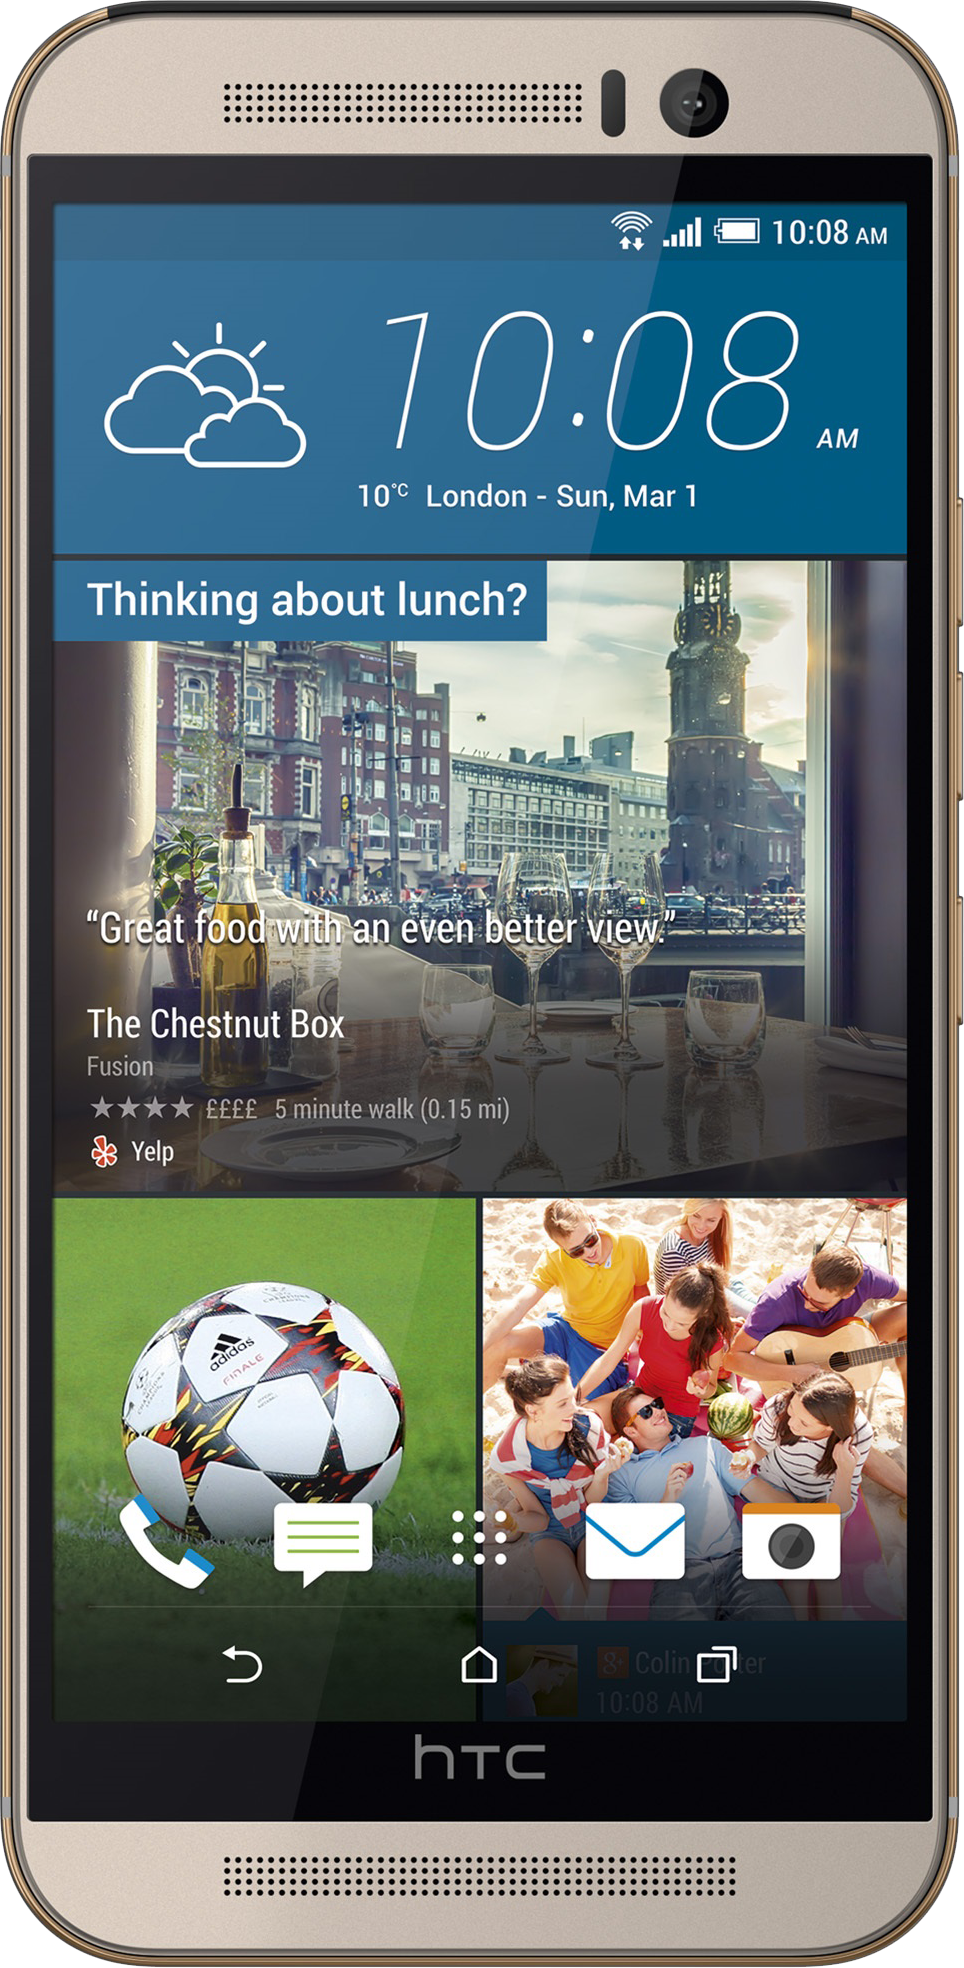 10:08 AM
10:08 AM
10°C London - Sun, Mar 1
Thinking about lunch?
“Great food with an even better view.”
The Chestnut Box
Fusion
★★★★ ££££ 5 minute walk (0.15 mi)
Yelp
adidas
FINALE
g+ Colin Porter
10:08 AM
hTC